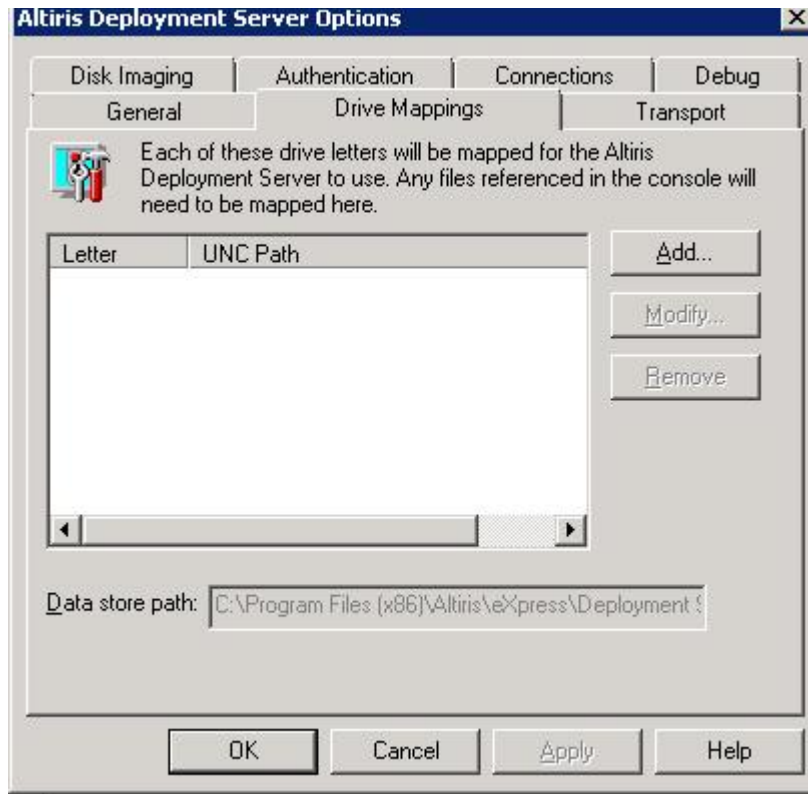 Altiris Deployment Server Options
Disk Imaging Authentication Connections Debug
General Drive Mappings Transport
Each of these drive letters will be mapped for the Altiris
Deployment Server to use. Any files referenced in the console will
need to be mapped here.
Letter UNC Path
Add...
Modify...
Remove
Data store path: C:\Program Files (x86)\Altiris\eXpress\Deployment S
OK Cancel Apply Help